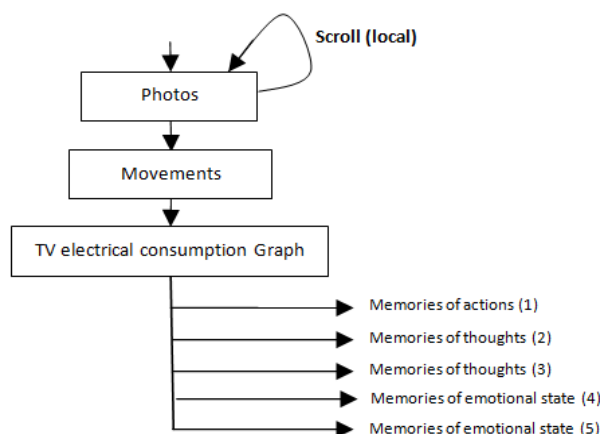 Scroll (local)
Photos
Movements
TV electrical consumption Graph
Memories of actions (1)
Memories of thoughts (2)
Memories of thoughts (3)
Memories of emotional state (4)
Memories of emotional state (5)